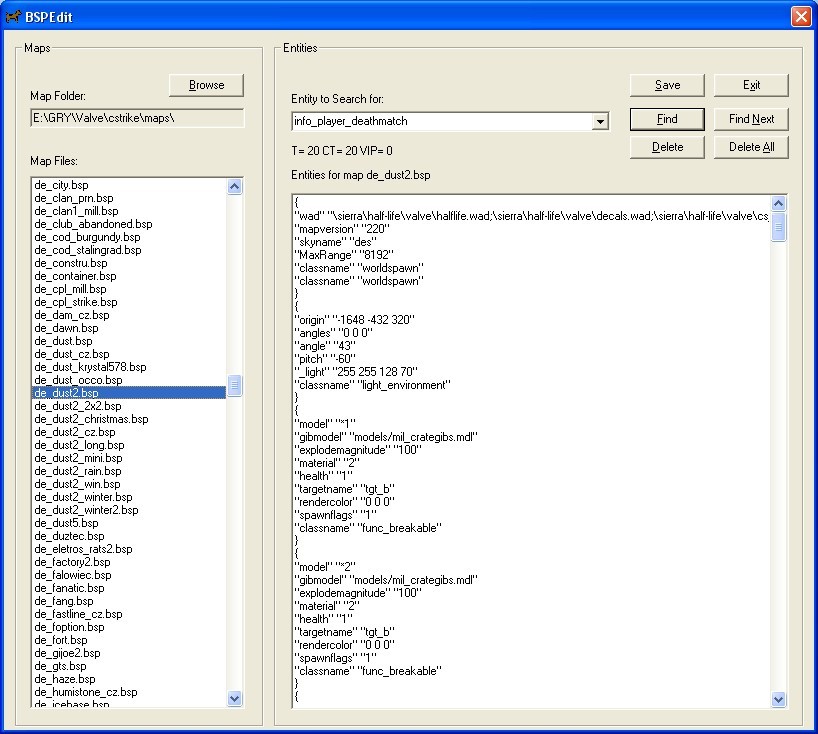 BSPEdit
Maps
Browse
Map Folder:
E:\GRY\Valve\cstrike\maps\
Map Files:
de_city.bsp
de_clan_prn.bsp
de_clan1_mill.bsp
de_club_abandoned.bsp
de_cod_burgundy.bsp
de_cod_stalingrad.bsp
de_constru.bsp
de_container.bsp
de_cpl_mill.bsp
de_cpl_strike.bsp
de_dam_cz.bsp
de_dawn.bsp
de_dust.bsp
de_dust_cz.bsp
de_dust_krystal578.bsp
de_dust_occo.bsp
de_dust2.bsp
de_dust2_2x2.bsp
de_dust2_christmas.bsp
de_dust2_cz.bsp
de_dust2_long.bsp
de_dust2_mini.bsp
de_dust2_rain.bsp
de_dust2_win.bsp
de_dust2_winter.bsp
de_dust2_winter2.bsp
de_dust5.bsp
de_duztec.bsp
de_eletros_rats2.bsp
de_factory2.bsp
de_falowiec.bsp
de_fanatic.bsp
de_fang.bsp
de_fastline_cz.bsp
de_foption.bsp
de_fort.bsp
de_gijoe2.bsp
de_gts.bsp
de_haze.bsp
de_humistone_cz.bsp
de_icebase.bsp
Entities
Save
Exit
Entity to Search for:
info_player_deathmatch
Find
Find Next
T= 20 CT= 20 VIP= 0
Delete
Delete All
Entities for map de_dust2.bsp
{
"wad" "\sierra\half-life\valve\halflife.wad;\sierra\half-life\valve\decals.wad;\sierra\half-life\valve\cs_
"mapversion" "220"
"skyname" "des"
"MaxRange" "8192"
"classname" "worldspawn"
"classname" "worldspawn"
}
{
"origin" "-1648 -432 320"
"angles" "0 0 0"
"angle" "43"
"pitch" "-60"
"_light" "255 255 128 70"
"classname" "light_environment"
}
{
"model" "*1"
"gibmodel" "models/mil_crategibs.mdl"
"explodemagnitude" "100"
"material" "2"
"health" "1"
"targetname" "tgt_b"
"rendercolor" "0 0 0"
"spawnflags" "1"
"classname" "func_breakable"
}
{
"model" "*2"
"gibmodel" "models/mil_crategibs.mdl"
"explodemagnitude" "100"
"material" "2"
"health" "1"
"targetname" "tgt_b"
"rendercolor" "0 0 0"
"spawnflags" "1"
"classname" "func_breakable"
}
{